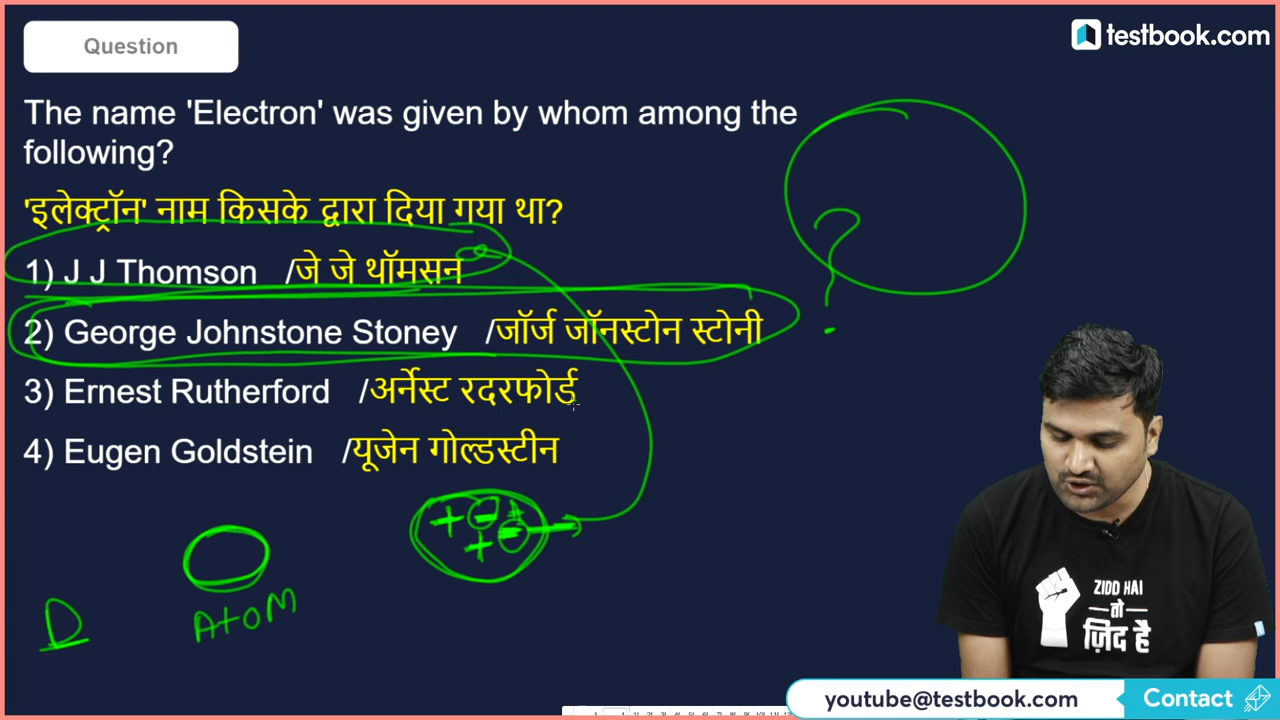 Question
testbook.com
The name 'Electron' was given by whom among the
following?
'इलेक्ट्रॉन' नाम किसके द्वारा दिया गया था?
1) J J Thomson /जे जे थॉमसन
2) George Johnstone Stoney /जॉर्ज जॉनस्टोन स्टोनी
3) Ernest Rutherford /अर्नेस्ट रदरफोर्ड
4) Eugen Goldstein /यूजेन गोल्डस्टीन
?
+ - +
+ -
D
AtoM
ZIDD HAI
तो
ज़िद है
youtube@testbook.com
Contact